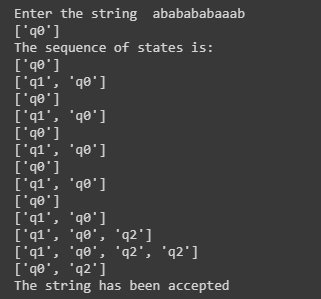 Enter the string  ababababaaab
['q0']
The sequence of states is:
['q0']
['q1', 'q0']
['q0']
['q1', 'q0']
['q0']
['q1', 'q0']
['q0']
['q1', 'q0']
['q0']
['q1', 'q0']
['q1', 'q0', 'q2']
['q1', 'q0', 'q2', 'q2']
['q0', 'q2']
The string has been accepted